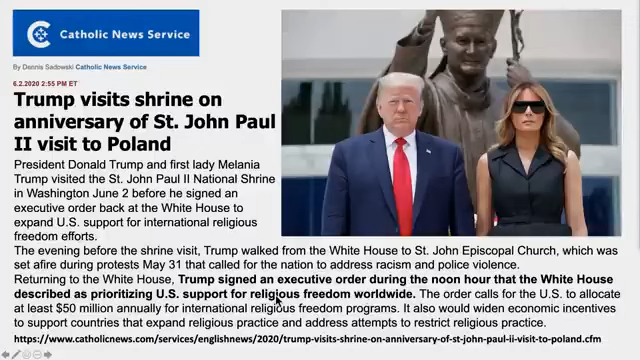 Catholic News Service
By Dennis Sadowski Catholic News Service
6.2.2020 2:55 PM ET
Trump visits shrine on
anniversary of St. John Paul
II visit to Poland
President Donald Trump and first lady Melania
Trump visited the St. John Paul II National Shrine
in Washington June 2 before he signed an
executive order back at the White House to
expand U.S. support for international religious
freedom efforts.
The evening before the shrine visit, Trump walked from the White House to St. John Episcopal Church, which was
set afire during protests May 31 that called for the nation to address racism and police violence.
Returning to the White House, Trump signed an executive order during the noon hour that the White House
described as prioritizing U.S. support for religious freedom worldwide. The order calls for the U.S. to allocate
at least $50 million annually for international religious freedom programs. It also would widen economic incentives
to support countries that expand religious practice and address attempts to restrict religious practice.
https://www.catholicnews.com/services/englishnews/2020/trump-visits-shrine-on-anniversary-of-st-john-paul-ii-visit-to-poland.cfm